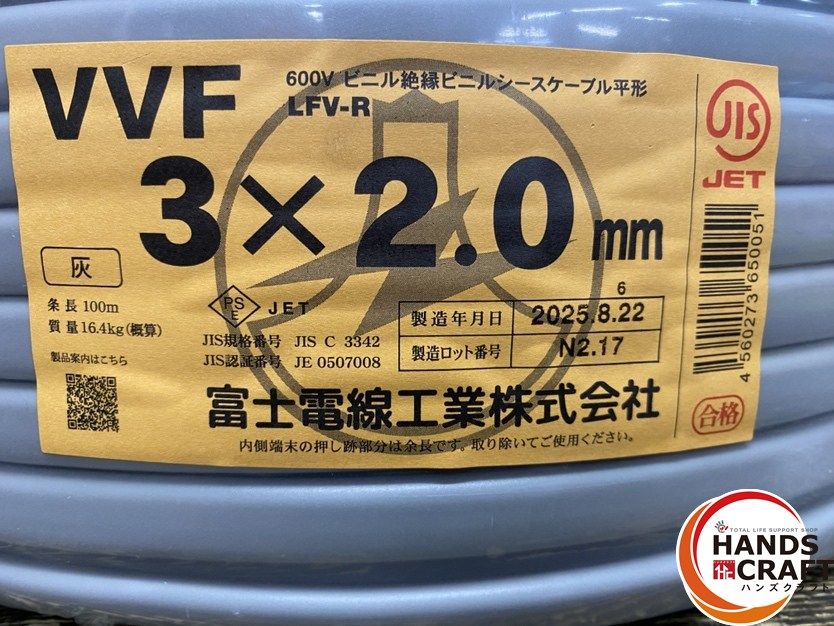 VVF
600V ビニル絶縁ビニルシースケーブル平形
LFV-R
3×2.0mm
灰
条長 100m
質量16.4kg(概算)
製品案内はこちら
PSE JET
JIS規格番号 JIS C 3342
JIS認証番号 JE 0507008
6
製造年月日 2025.8.22
製造ロット番号 N2.17
富士電線工業株式会社
内側端末の押し跡部分は余長です。取り除いてご使用ください。
JIS
JET
4560273650051
合格
TOTAL LIFE SUPPORT SHOP
HANDS
CRAFT
ハンズクラフト